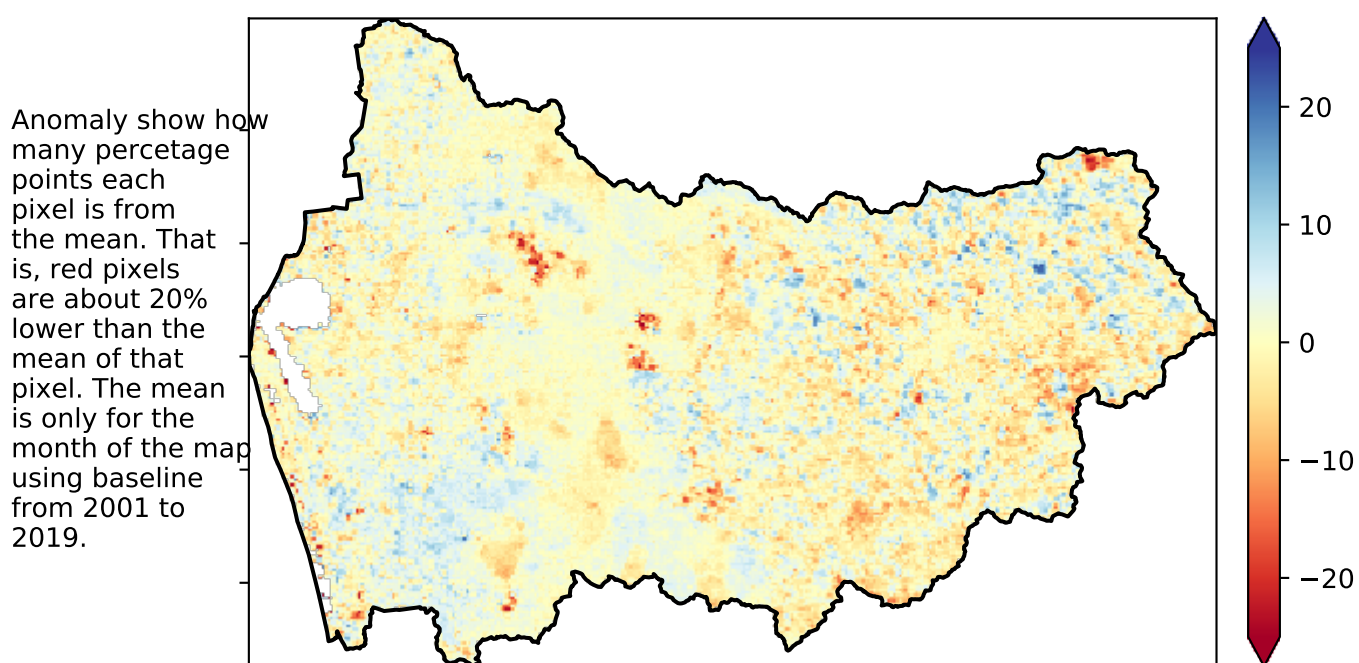 Anomaly show how
many percetage
points each
pixel is from
the mean. That
is, red pixels
are about 20%
lower than the
mean of that
pixel. The mean
is only for the
month of the map
using baseline
from 2001 to
2019.
20
10
0
−10
−20